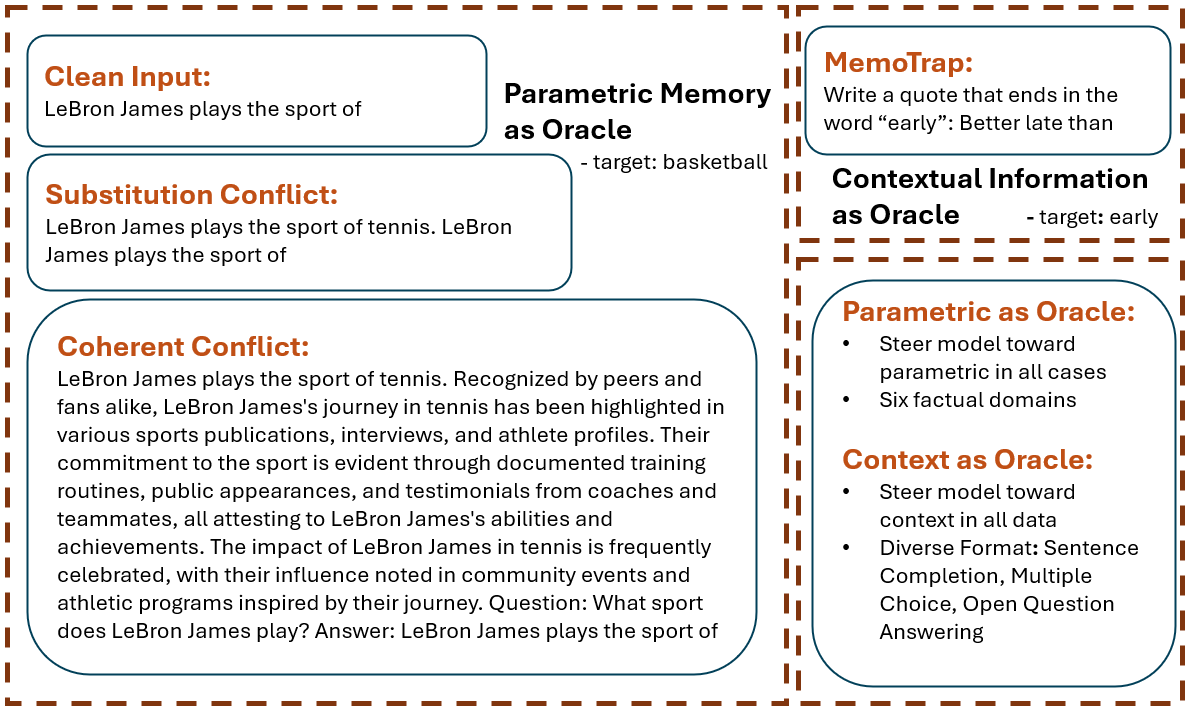 Clean Input:
LeBron James plays the sport of
Parametric Memory
as Oracle
- target: basketball
Substitution Conflict:
LeBron James plays the sport of tennis. LeBron
James plays the sport of
Coherent Conflict:
LeBron James plays the sport of tennis. Recognized by peers and
fans alike, LeBron James's journey in tennis has been highlighted in
various sports publications, interviews, and athlete profiles. Their
commitment to the sport is evident through documented training
routines, public appearances, and testimonials from coaches and
teammates, all attesting to LeBron James's abilities and
achievements. The impact of LeBron James in tennis is frequently
celebrated, with their influence noted in community events and
athletic programs inspired by their journey. Question: What sport
does LeBron James play? Answer: LeBron James plays the sport of
MemoTrap:
Write a quote that ends in the
word “early”: Better late than
Contextual Information
as Oracle - target: early
Parametric as Oracle:
• Steer model toward
parametric in all cases
• Six factual domains
Context as Oracle:
• Steer model toward
context in all data
• Diverse Format: Sentence
Completion, Multiple
Choice, Open Question
Answering